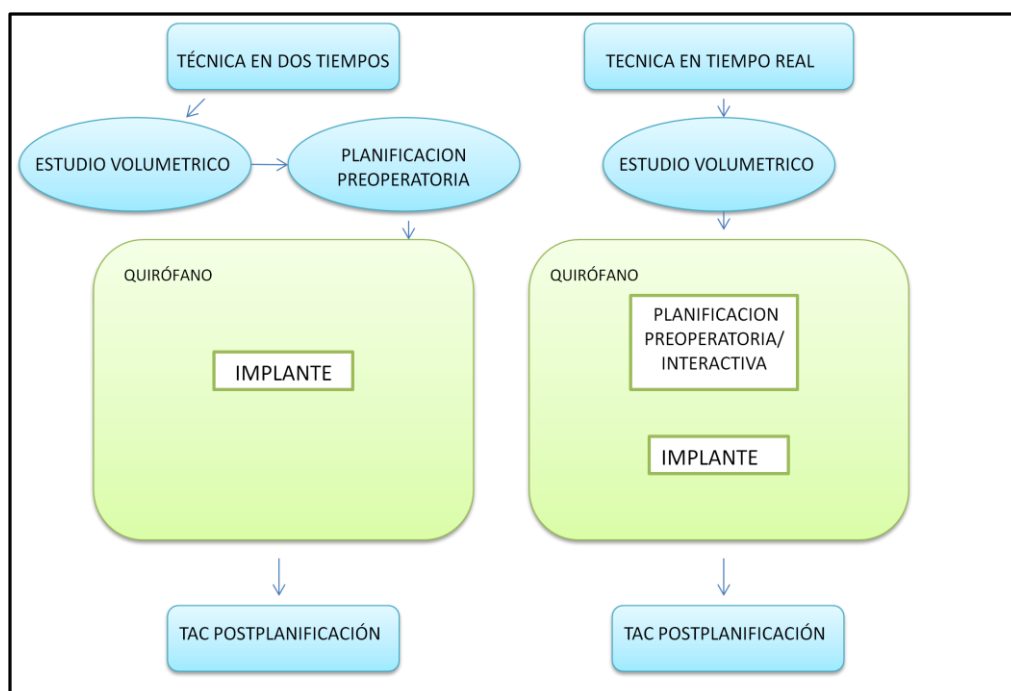 TÉCNICA EN DOS TIEMPOS
ESTUDIO VOLUMETRICO
PLANIFICACION
PREOPERATORIA
QUIRÓFANO
IMPLANTE
TAC POSTPLANIFICACIÓN
TECNICA EN TIEMPO REAL
ESTUDIO VOLUMETRICO
QUIRÓFANO
PLANIFICACION
PREOPERATORIA/
INTERACTIVA
IMPLANTE
TAC POSTPLANIFICACIÓN